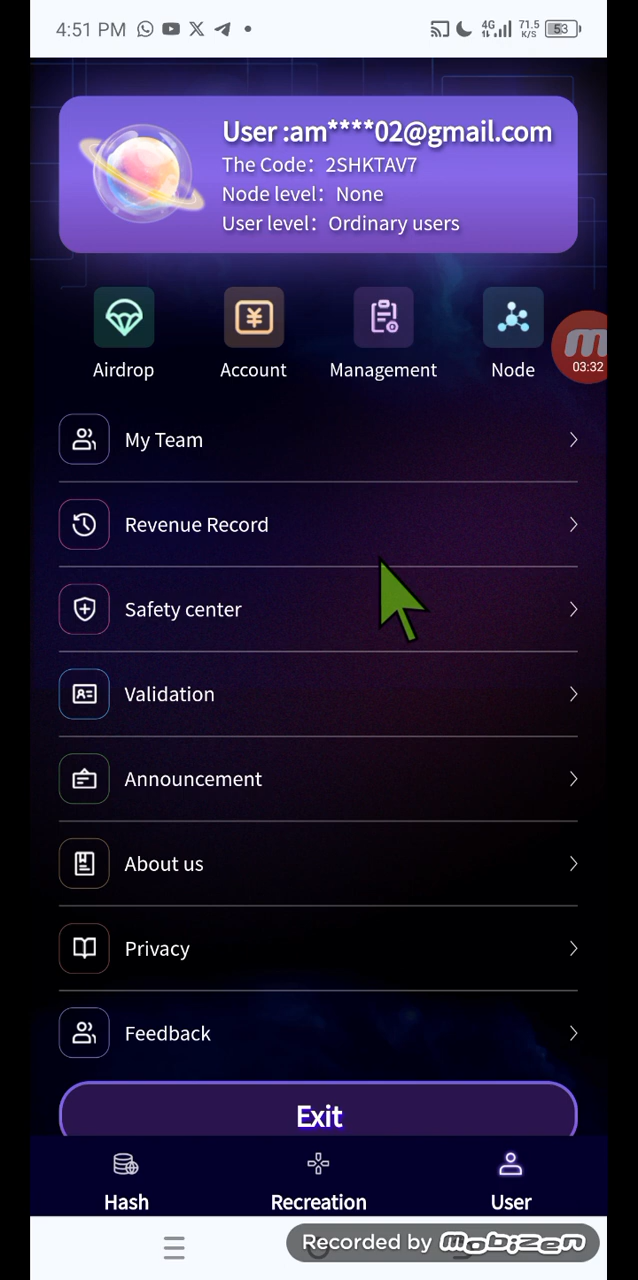 4:51 PM
4G
71.5 K/S
53
User :am****02@gmail.com
The Code：2SHKTAV7
Node level：None
User level：Ordinary users
¥
Airdrop
Account
Management
Node
m
03:32
My Team
Revenue Record
Safety center
Validation
Announcement
About us
Privacy
Feedback
Exit
Hash
Recreation
User
Recorded by mobizen